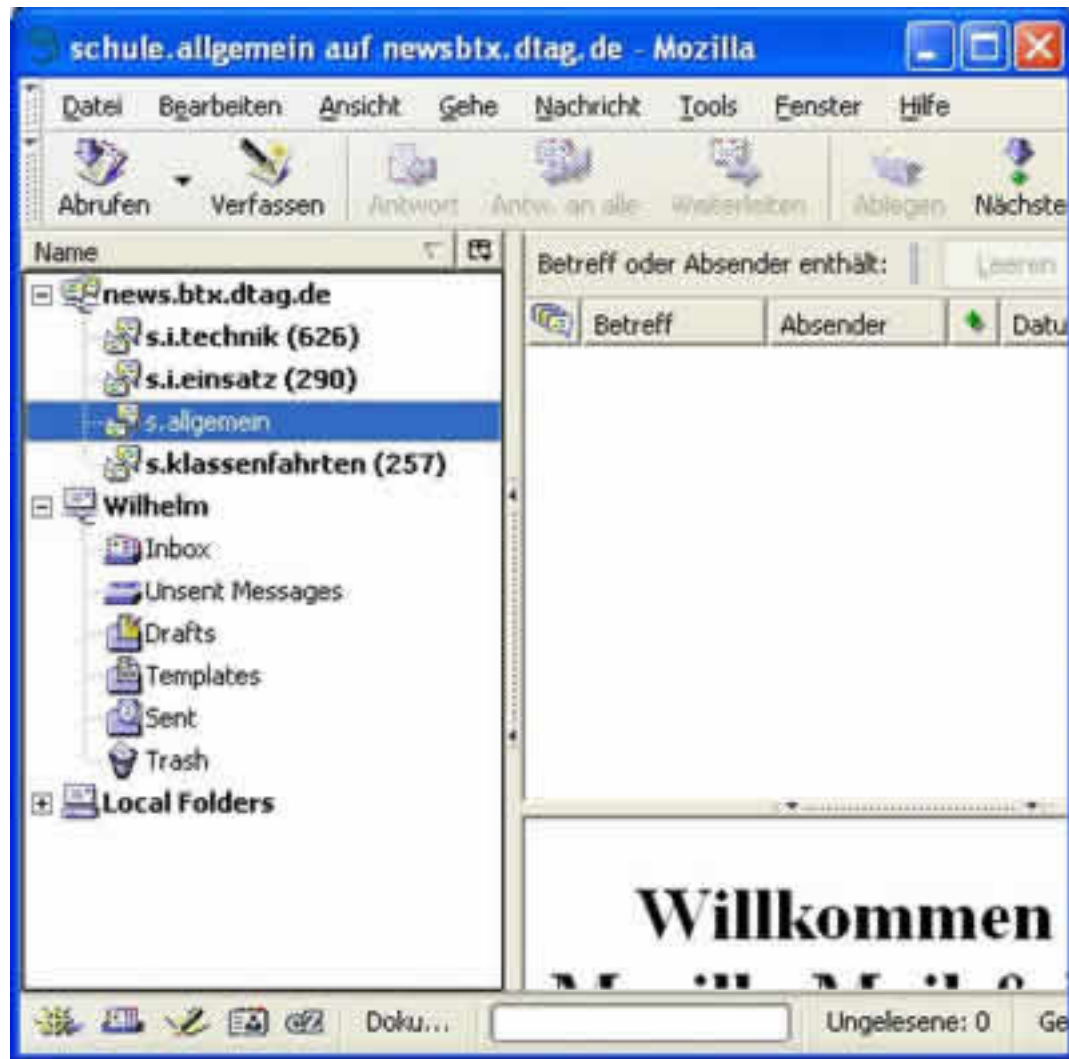 schule.allgemein auf newsbtx.dtag.de - Mozilla
Datei Bearbeiten Ansicht Gehe Nachricht Tools Fenster Hilfe
Abrufen Verfassen Antwort Antw. an alle Weiterleiten Ablegen Nächste
Name
Betreff oder Absender enthält: Leeren
Betreff Absender Datu
news.btx.dtag.de
s.i.technik (626)
s.i.einsatz (290)
s.allgemein
s.klassenfahrten (257)
Wilhelm
Inbox
Unsent Messages
Drafts
Templates
Sent
Trash
Local Folders
Willkommen
Doku... Ungelesene: 0 Ge